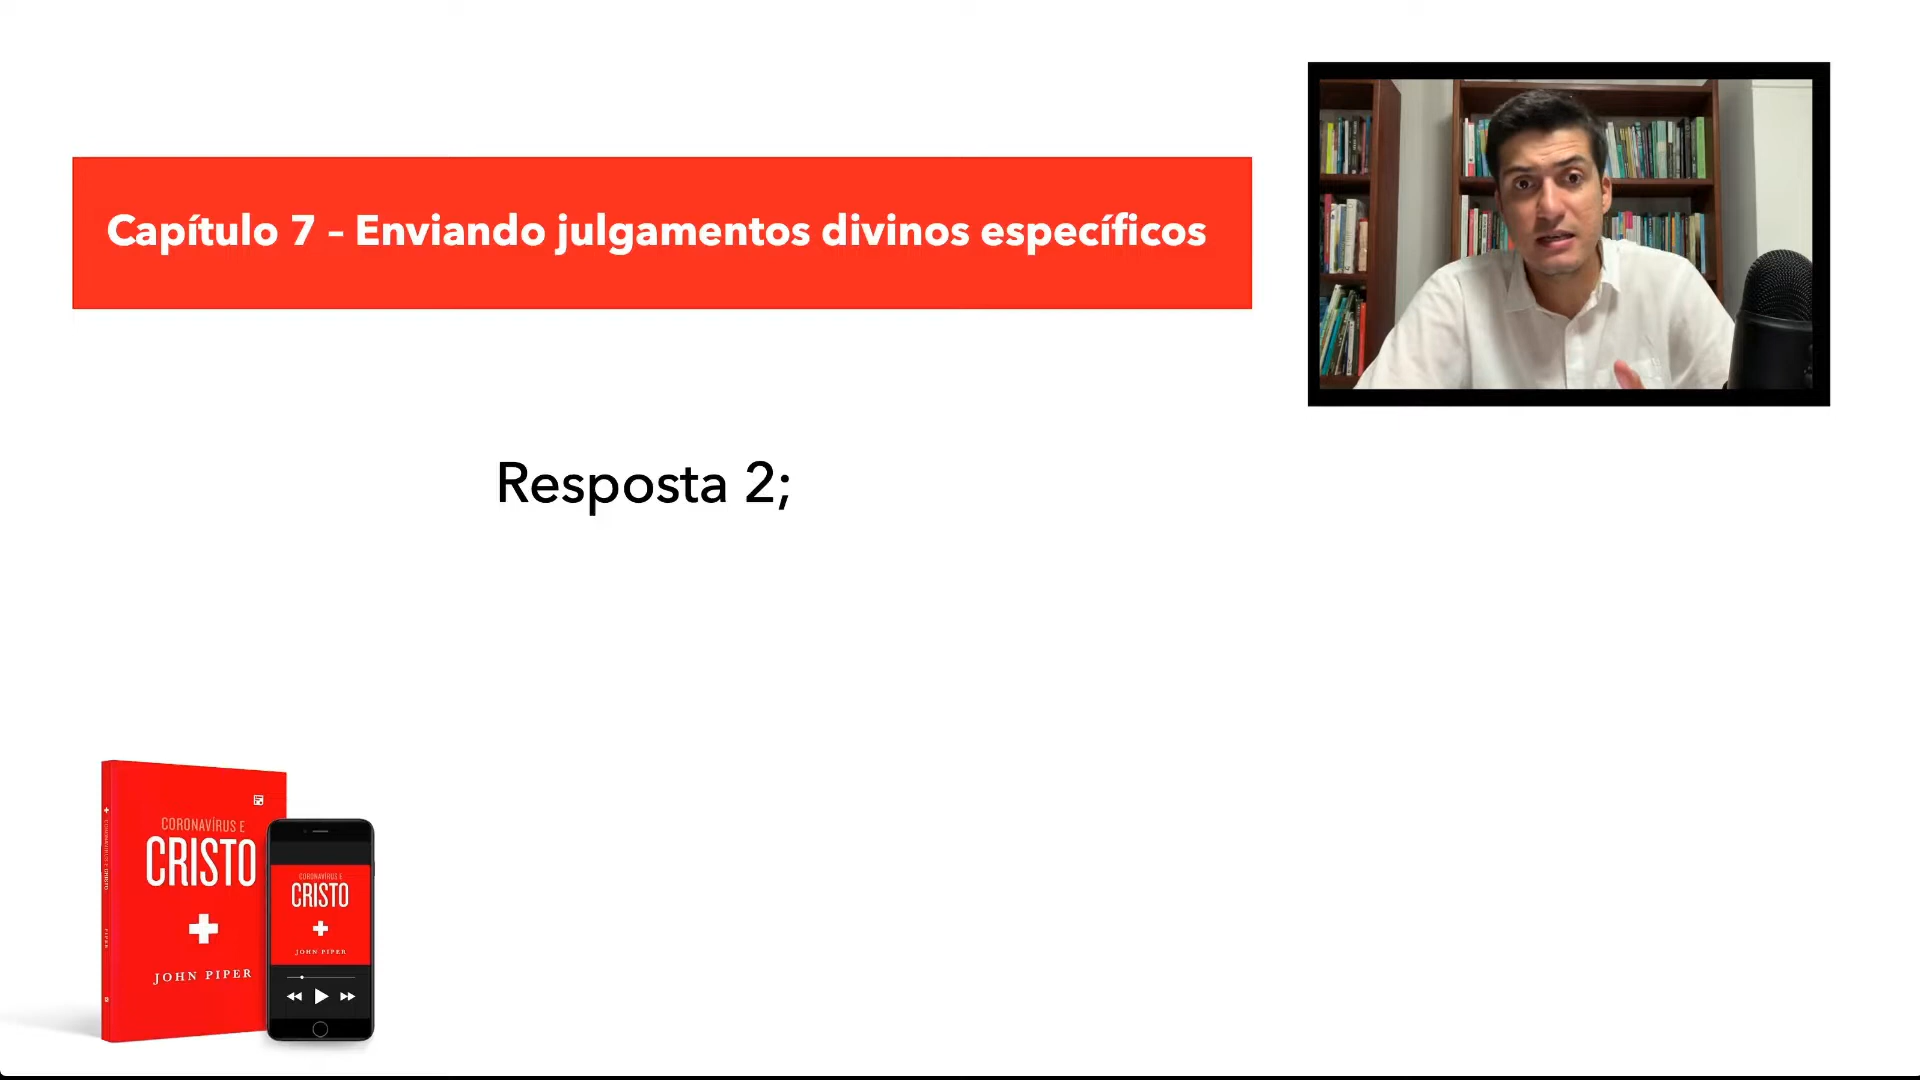 Capítulo 7 – Enviando julgamentos divinos específicos
Resposta 2;
CORONAVÍRUS E
CRISTO
JOHN PIPER
CORONAVÍRUS E
CRISTO
JOHN PIPER